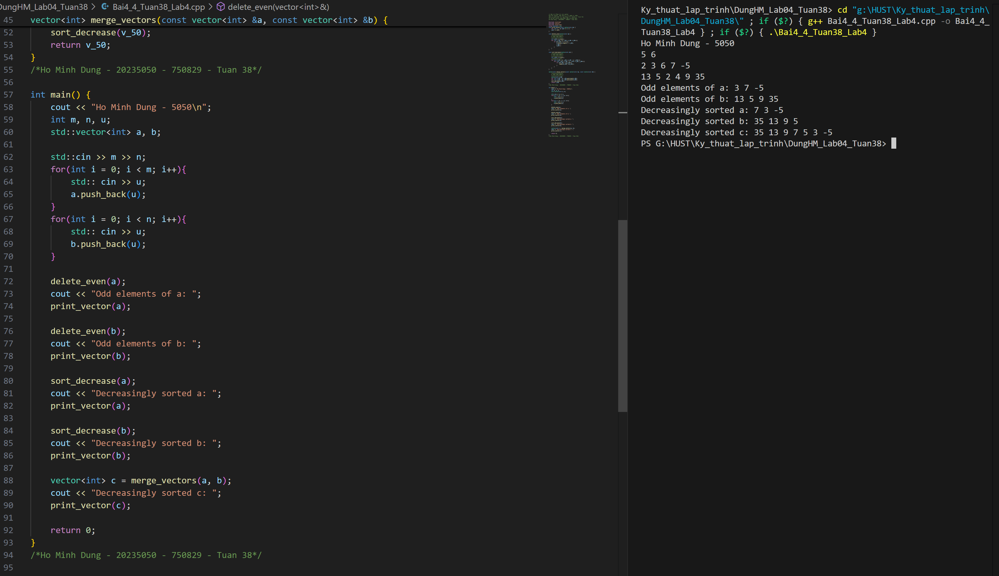 DungHM_Lab04_Tuan38 > Bai4_4_Tuan38_Lab4.cpp > delete_even(vector<int>&)
45 vector<int> merge_vectors(const vector<int> &a, const vector<int> &b) {
52 sort_decrease(v_50);
53 return v_50;
54 }
55 /*Ho Minh Dung - 20235050 - 750829 - Tuan 38*/
56
57 int main() {
58 cout << "Ho Minh Dung - 5050\n";
59 int m, n, u;
60 std::vector<int> a, b;
61
62 std::cin >> m >> n;
63 for(int i = 0; i < m; i++){
64 std:: cin >> u;
65 a.push_back(u);
66 }
67 for(int i = 0; i < n; i++){
68 std:: cin >> u;
69 b.push_back(u);
70 }
71
72 delete_even(a);
73 cout << "Odd elements of a: ";
74 print_vector(a);
75
76 delete_even(b);
77 cout << "Odd elements of b: ";
78 print_vector(b);
79
80 sort_decrease(a);
81 cout << "Decreasingly sorted a: ";
82 print_vector(a);
83
84 sort_decrease(b);
85 cout << "Decreasingly sorted b: ";
86 print_vector(b);
87
88 vector<int> c = merge_vectors(a, b);
89 cout << "Decreasingly sorted c: ";
90 print_vector(c);
91
92 return 0;
93 }
94 /*Ho Minh Dung - 20235050 - 750829 - Tuan 38*/
95
Ky_thuat_lap_trinh\DungHM_Lab04_Tuan38> cd "g:\HUST\Ky_thuat_lap_trinh\
DungHM_Lab04_Tuan38\" ; if ($?) { g++ Bai4_4_Tuan38_Lab4.cpp -o Bai4_4_
Tuan38_Lab4 } ; if ($?) { .\Bai4_4_Tuan38_Lab4 }
Ho Minh Dung - 5050
5 6
2 3 6 7 -5
13 5 2 4 9 35
Odd elements of a: 3 7 -5
Odd elements of b: 13 5 9 35
Decreasingly sorted a: 7 3 -5
Decreasingly sorted b: 35 13 9 5
Decreasingly sorted c: 35 13 9 7 5 3 -5
PS G:\HUST\Ky_thuat_lap_trinh\DungHM_Lab04_Tuan38>